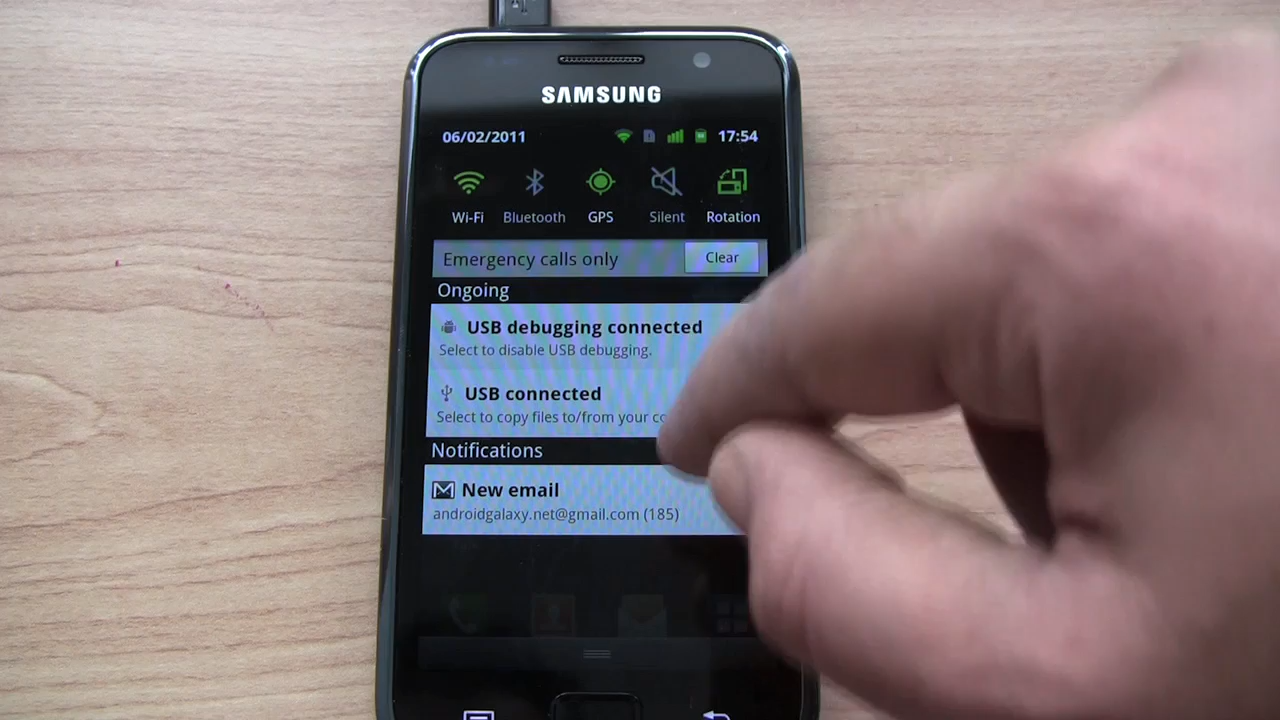 SAMSUNG
06/02/2011 17:54
Wi-Fi Bluetooth GPS Silent Rotation
Emergency calls only Clear
Ongoing
USB debugging connected
Select to disable USB debugging.
USB connected
Select to copy files to/from your
Notifications
New email
androidgalaxy.net@gmail.com (185)